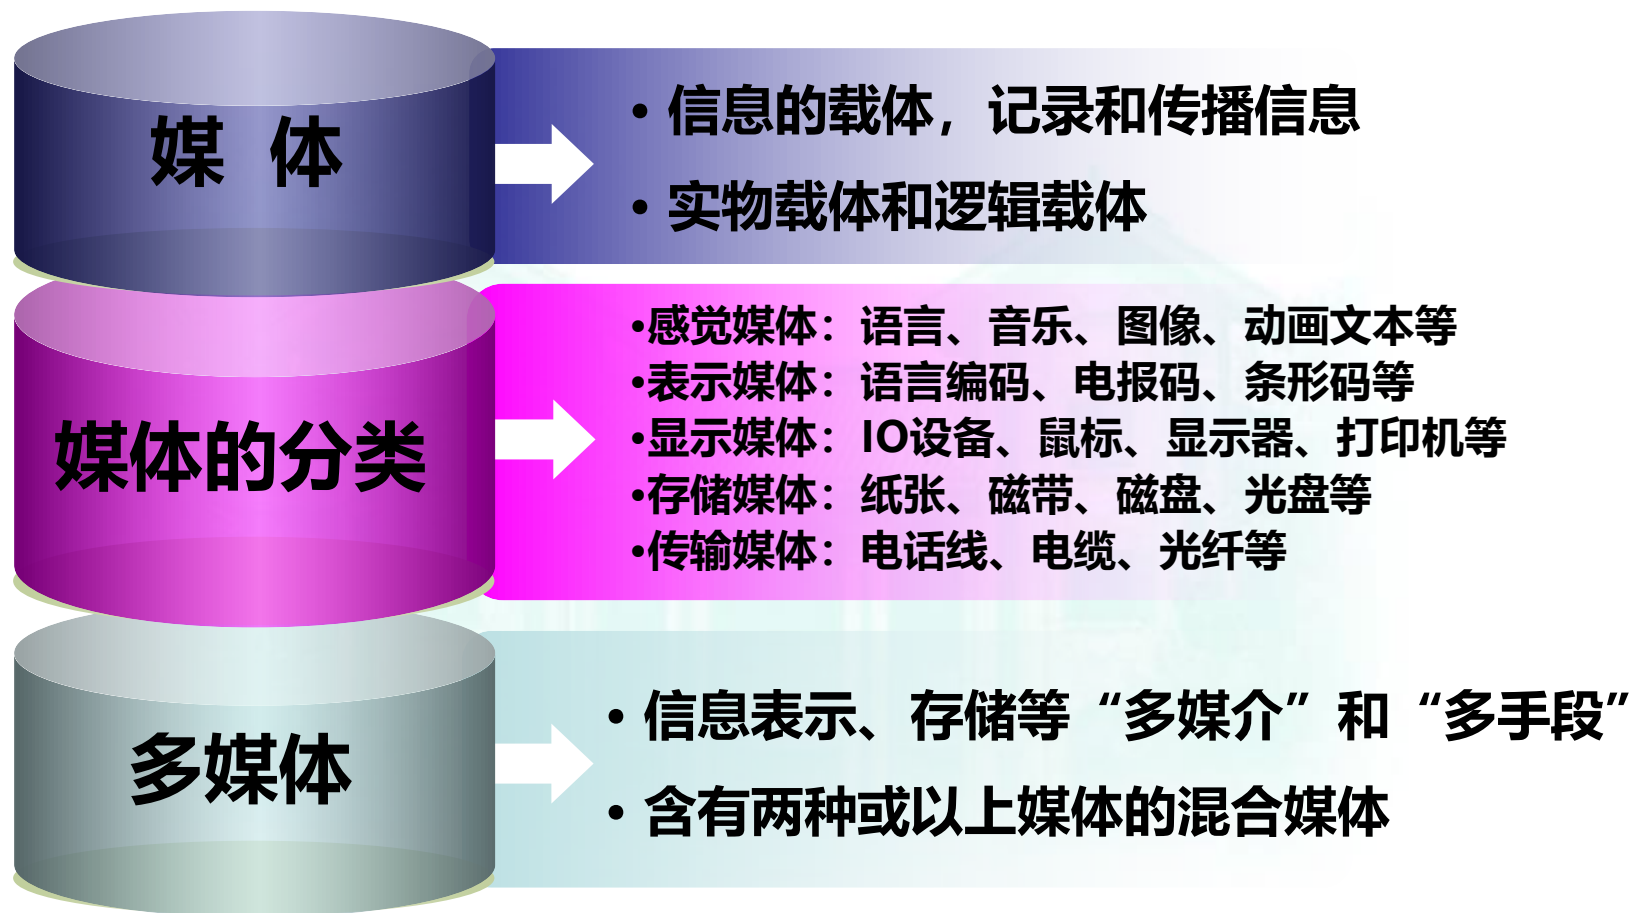 媒 体
• 信息的载体，记录和传播信息
• 实物载体和逻辑载体
媒体的分类
•感觉媒体：语言、音乐、图像、动画文本等
•表示媒体：语言编码、电报码、条形码等
•显示媒体：IO设备、鼠标、显示器、打印机等
•存储媒体：纸张、磁带、磁盘、光盘等
•传输媒体：电话线、电缆、光纤等
多媒体
• 信息表示、存储等“多媒介”和“多手段”
• 含有两种或以上媒体的混合媒体